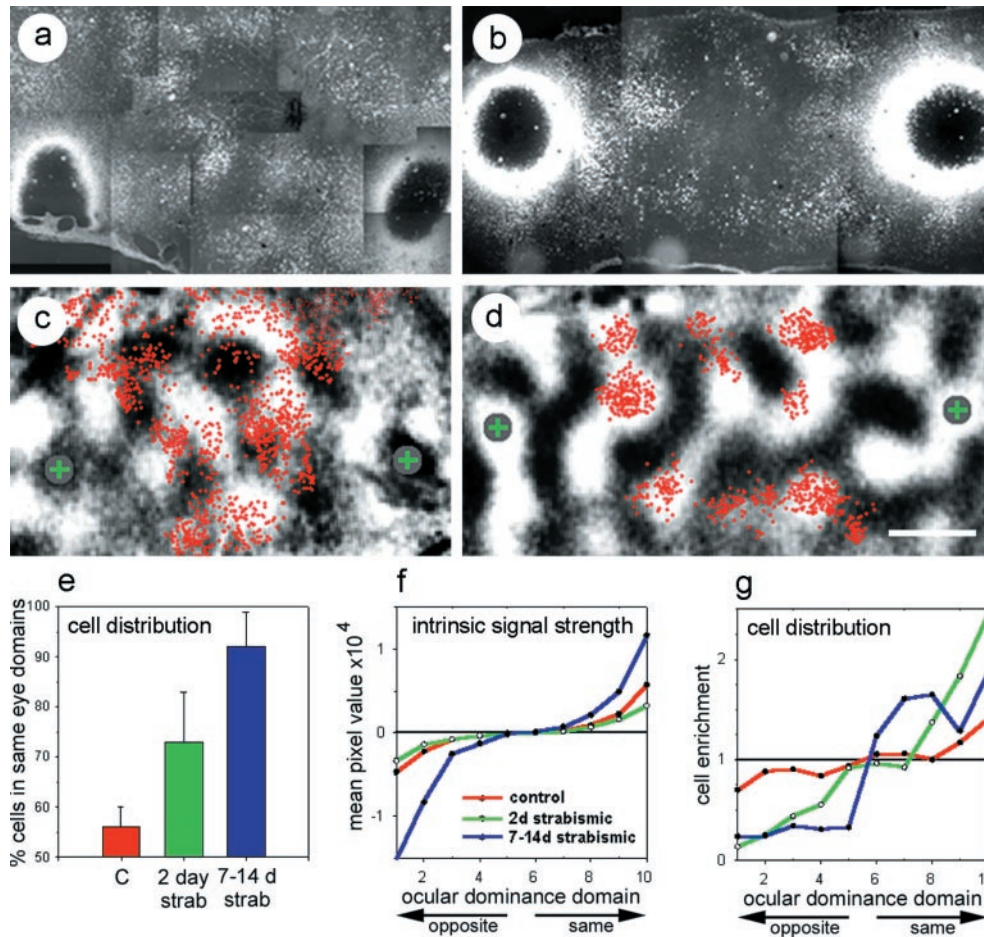 a
b
c
d
e
cell distribution
% cells in same eye domains
100
90
80
70
60
50
C
2 day strab
7-14 d strab
f
intrinsic signal strength
mean pixel value x10⁴
1
0
-1
control
2d strabismic
7-14d strabismic
2
4
6
8
10
ocular dominance domain
opposite
same
g
cell distribution
cell enrichment
2
1
0
2
4
6
8
ocular dominance domain
opposite
same